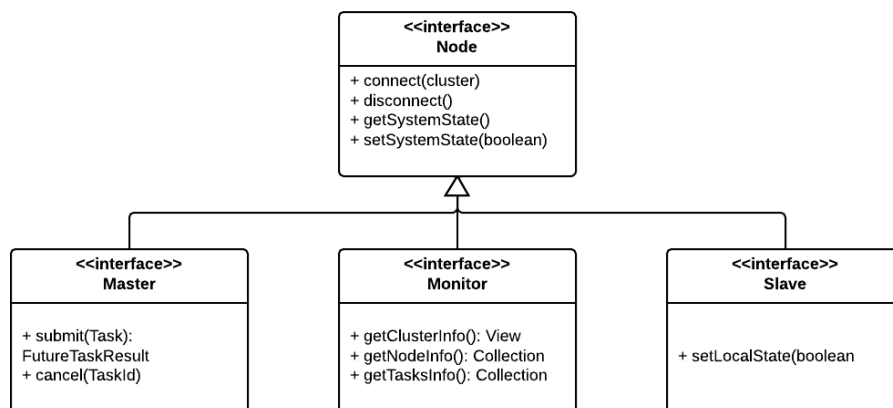 <<interface>>
Node
+ connect(cluster)
+ disconnect()
+ getSystemState()
+ setSystemState(boolean)
<<interface>>
Master
+ submit(Task):
FutureTaskResult
+ cancel(TaskId)
<<interface>>
Monitor
+ getClusterInfo(): View
+ getNodeInfo(): Collection
+ getTasksInfo(): Collection
<<interface>>
Slave
+ setLocalState(boolean